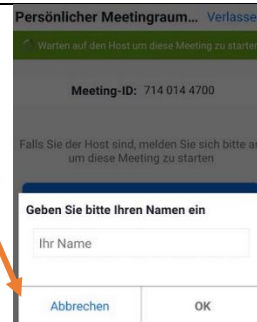 Persönlicher Meetingraum... Verlasse
Warten auf den Host um diese Meeting zu starten
Meeting-ID: 714 014 4700
Falls Sie der Host sind, melden Sie sich bitte an
um diese Meeting zu starten
Geben Sie bitte Ihren Namen ein
Ihr Name
Abbrechen OK